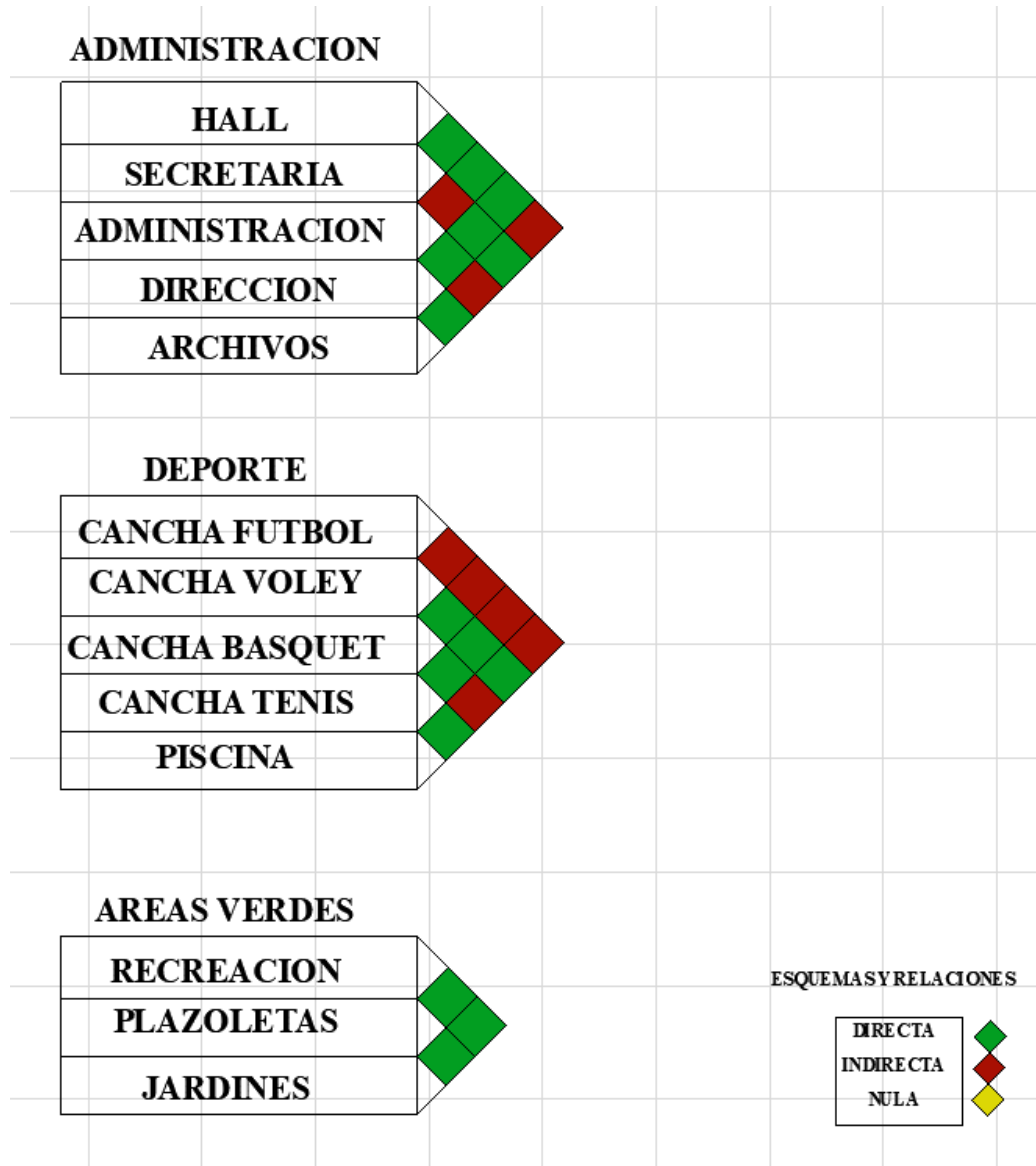 ADMINISTRACION
HALL
SECRETARIA
ADMINISTRACION
DIRECCION
ARCHIVOS
DEPORTE
CANCHA FUTBOL
CANCHA VOLEY
CANCHA BASQUET
CANCHA TENIS
PISCINA
AREAS VERDES
RECREACION
PLAZOLETAS
JARDINES
ESQUEMAS Y RELACIONES
DIRECTA
INDIRECTA
NULA